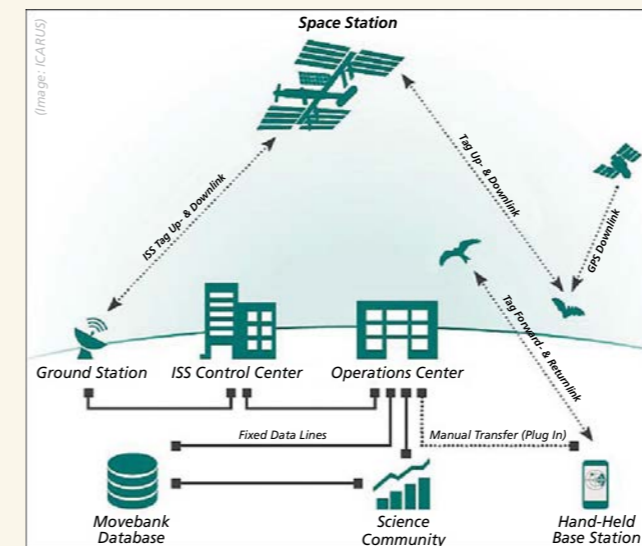 (Image: ICARUS)
Space Station
ISS Tag Up- & Downlink
Tag Up- & Downlink
GPS Downlink
Tag Forward- & Returnlink
Ground Station
ISS Control Center
Operations Center
Fixed Data Lines
Manual Transfer (Plug In)
Movebank
Database
Science
Community
Hand-Held
Base Station